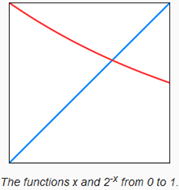 The functions x and 2^-x from 0 to 1.